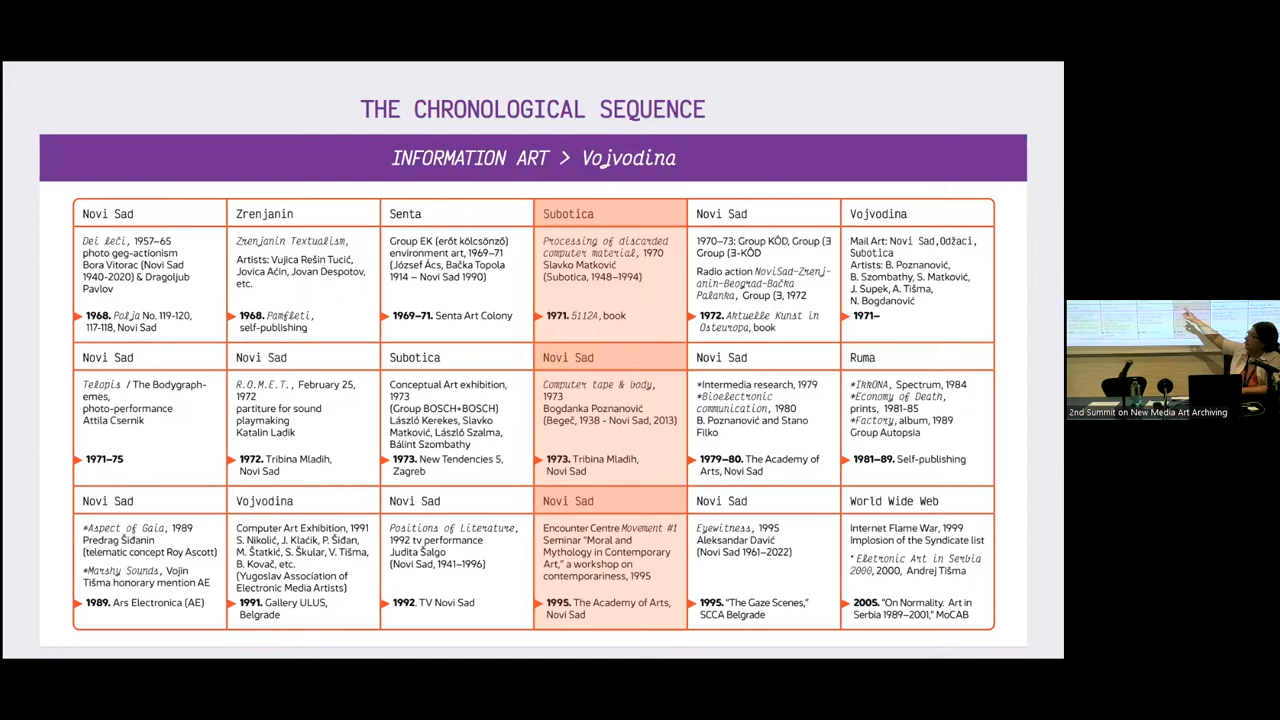 THE CHRONOLOGICAL SEQUENCE
INFORMATION ART > Vojvodina
Novi Sad
Dei leči, 1957–65
photo geg-actionism
Bora Vitorac (Novi Sad
1940-2020) & Dragoljub
Pavlov
1968. Polja No. 119-120,
117-118, Novi Sad
Zrenjanin
Zrenjanin Textualism,
Artists: Vujica Rešin Tucić,
Jovica Aćin, Jovan Despotov,
etc.
1968. Pamfleti,
self-publishing
Senta
Group EK (erőt kölcsönző)
environment art, 1969–71
(József Ács, Bačka Topola
1914 – Novi Sad 1990)
1969–71. Senta Art Colony
Subotica
Processing of discarded
computer material, 1970
Slavko Matković
(Subotica, 1948–1994)
1971. 5112A, book
Novi Sad
1970–73: Group KÔD, Group (Ǝ
Group (Ǝ-KÔD
Radio action NoviSad-Zrenj-
anin-Beograd-Bačka
Palanka, Group (Ǝ, 1972
1972. Aktuelle Kunst in
Osteuropa, book
Vojvodina
Mail Art: Novi Sad,Odžaci,
Subotica
Artists: B. Poznanović,
B. Szombathy, S. Matković,
J. Supek, A. Tišma,
N. Bogdanović
1971–
Novi Sad
Telopis / The Bodygraph-
emes,
photo-performance
Attila Csernik
1971–75
Novi Sad
R.O.M.E.T., February 25,
1972
partiture for sound
playmaking
Katalin Ladik
1972. Tribina Mladih,
Novi Sad
Subotica
Conceptual Art exhibition,
1973
(Group BOSCH+BOSCH)
László Kerekes, Slavko
Matković, László Szalma,
Bálint Szombathy
1973. New Tendencies 5,
Zagreb
Novi Sad
Computer tape & body,
1973
Bogdanka Poznanović
(Begeč, 1938 - Novi Sad, 2013)
1973. Tribina Mladih,
Novi Sad
Novi Sad
*Intermedia research, 1979
*Bioelectronic
communication, 1980
B. Poznanović and Stano
Filko
1979–80. The Academy of
Arts, Novi Sad
Ruma
*IkkONA, Spectrum, 1984
*Economy of Death,
prints, 1981-85
*Factory, album, 1989
Group Autopsia
1981–89. Self-publishing
Novi Sad
*Aspect of Gaia, 1989
Predrag Šiđanin
(telematic concept Roy Ascott)
*Marshy Sounds, Vojin
Tišma honorary mention AE
1989. Ars Electronica (AE)
Vojvodina
Computer Art Exhibition, 1991
S. Nikolić, J. Klaćik, P. Šiđan,
M. Štatkić, S. Škular, V. Tišma,
B. Kovač, etc.
(Yugoslav Association of
Electronic Media Artists)
1991. Gallery ULUS,
Belgrade
Novi Sad
Positions of Literature,
1992 tv performance
Judita Šalgo
(Novi Sad, 1941–1996)
1992. TV Novi Sad
Novi Sad
Encounter Centre Movement #1
Seminar "Moral and
Mythology in Contemporary
Art," a workshop on
contemporariness, 1995
1995. The Academy of Arts,
Novi Sad
Novi Sad
Eyewitness, 1995
Aleksandar Davić
(Novi Sad 1961–2022)
1995. "The Gaze Scenes,"
SCCA Belgrade
World Wide Web
Internet Flame War, 1999
Implosion of the Syndicate list
*Eletronic Art in Serbia
2000, 2000, Andrej Tišma
2005. "On Normality. Art in
Serbia 1989–2001," MoCAB
2nd Summit on New Media Art Archiving